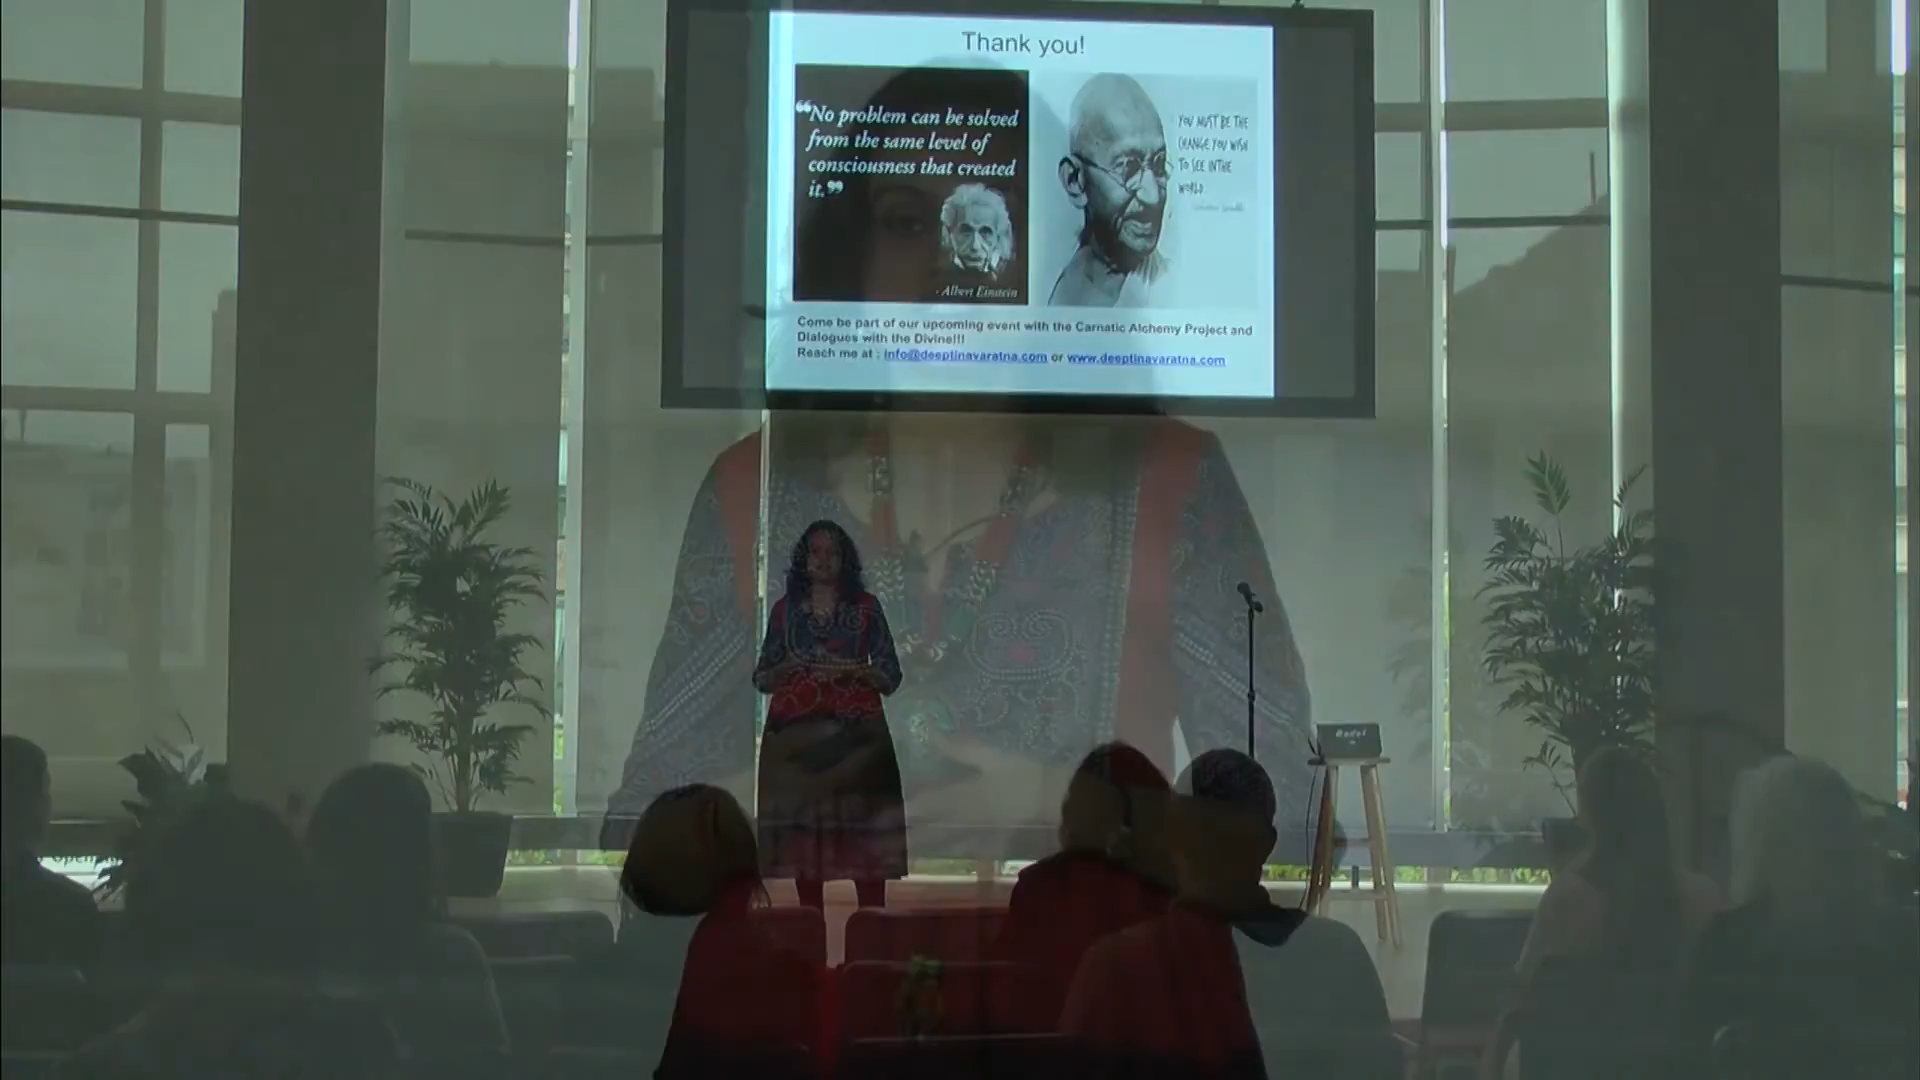 Thank you!
❝No problem can be solved
from the same level of
consciousness that created
it.❞
- Albert Einstein
YOU MUST BE THE
CHANGE YOU WISH
TO SEE IN THE
WORLD.
Come be part of our upcoming event with the Carnatic Alchemy Project and
Dialogues with the Divine!!!
Reach me at : info@deeptinavaratna.com or www.deeptinavaratna.com